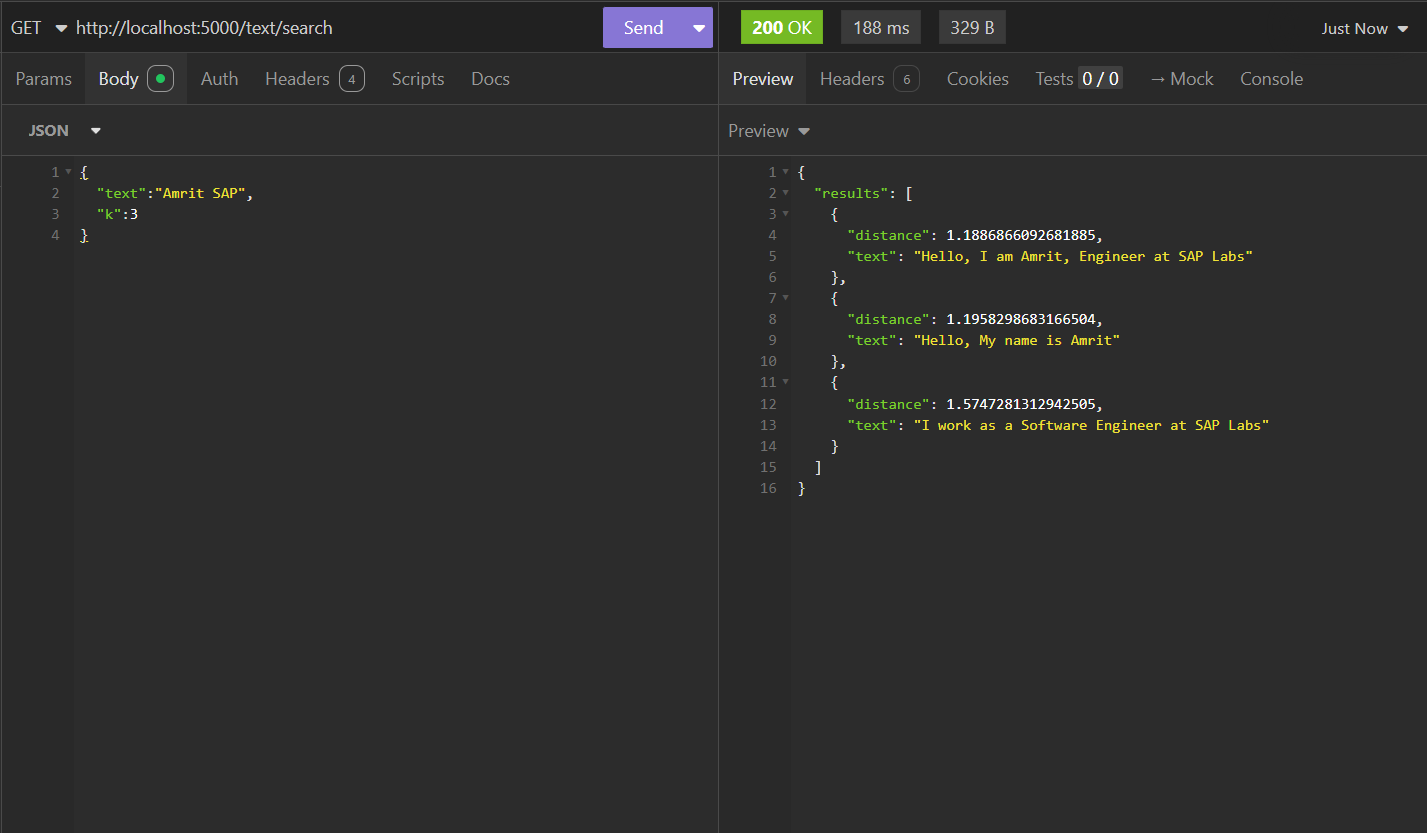 GET http://localhost:5000/text/search Send 200 OK 188 ms 329 B Just Now
Params Body Auth Headers 4 Scripts Docs Preview Headers 6 Cookies Tests 0 / 0 → Mock Console
JSON Preview
1 {
2 "text":"Amrit SAP",
3 "k":3
4 }
1 {
2 "results": [
3 {
4 "distance": 1.1886866092681885,
5 "text": "Hello, I am Amrit, Engineer at SAP Labs"
6 },
7 {
8 "distance": 1.1958298683166504,
9 "text": "Hello, My name is Amrit"
10 },
11 {
12 "distance": 1.5747281312942505,
13 "text": "I work as a Software Engineer at SAP Labs"
14 }
15 ]
16 }